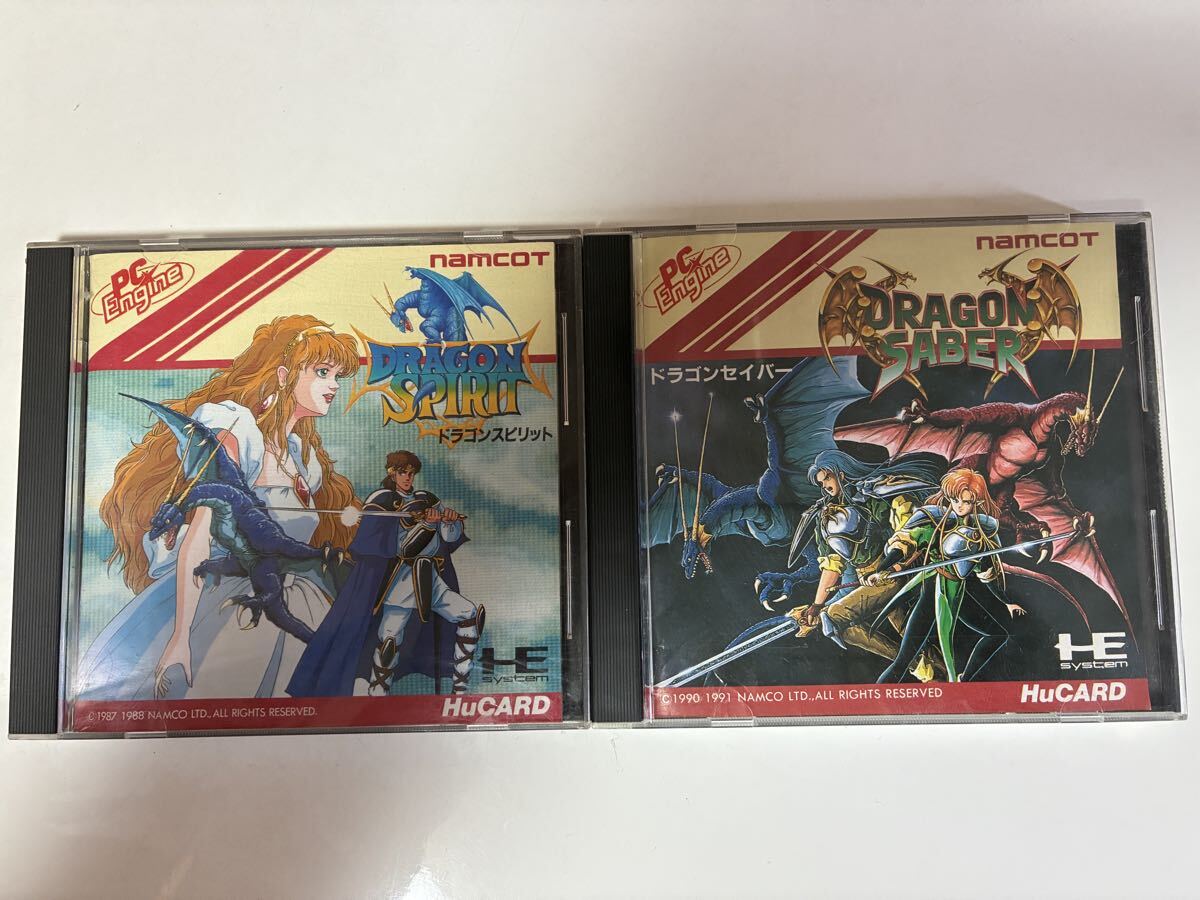 PC Engine
namcot
DRAGON
SPIRIT
ドラゴンスピリット
HE
system
©1987 1988 NAMCO LTD., ALL RIGHTS RESERVED.
HuCARD
PC Engine
namcot
DRAGON
SABER
ドラゴンセイバー
HE
system
©1990 1991 NAMCO LTD., ALL RIGHTS RESERVED
HuCARD